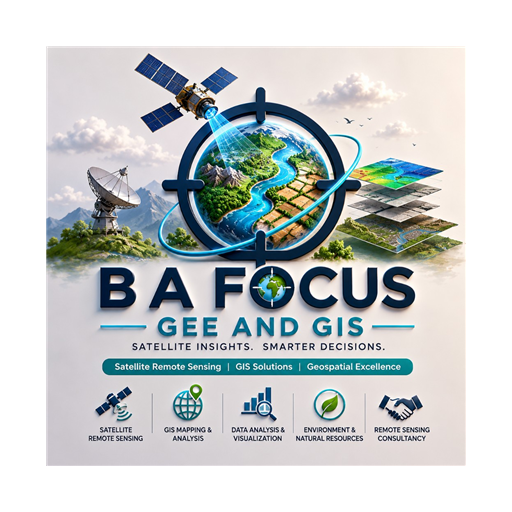 BA FOCUS
GEE AND GIS
SATELLITE INSIGHTS. SMARTER DECISIONS.
Satellite Remote Sensing | GIS Solutions | Geospatial Excellence
SATELLITE
REMOTE SENSING
GIS MAPPING &
ANALYSIS
DATA ANALYSIS &
VISUALIZATION
ENVIRONMENT &
NATURAL RESOURCES
REMOTE SENSING
CONSULTANCY